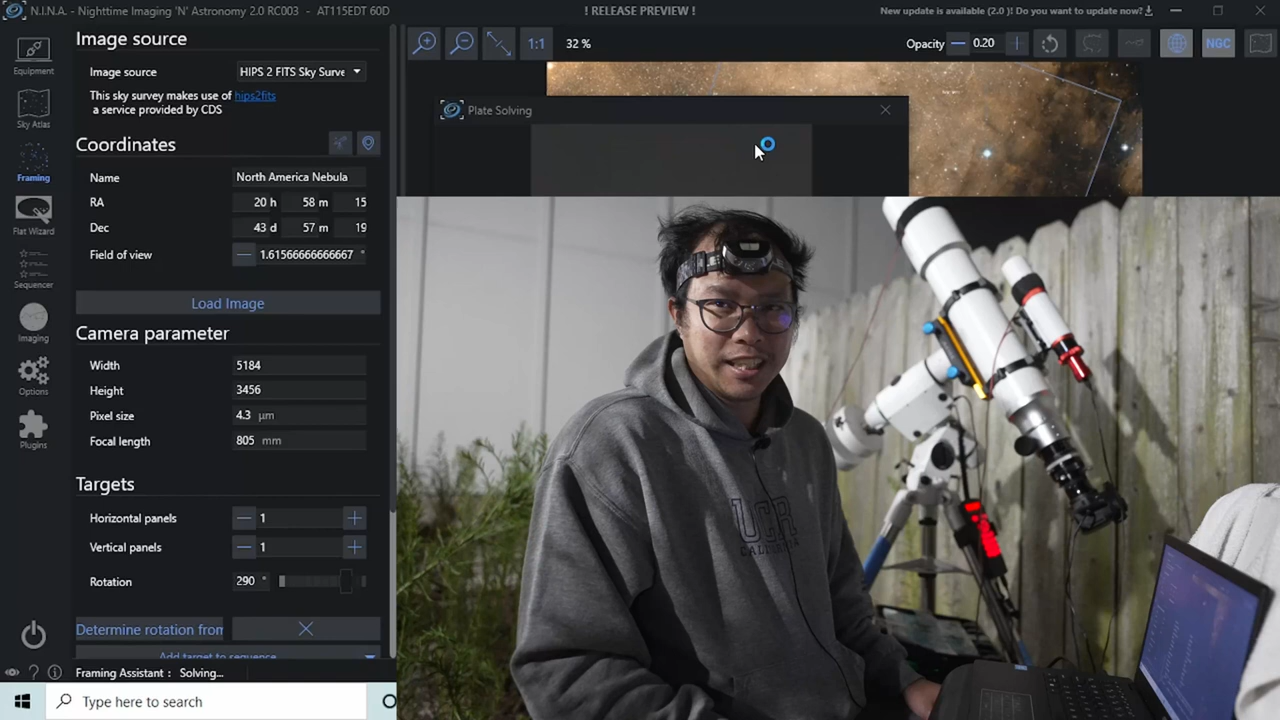 N.I.N.A. - Nighttime Imaging 'N' Astronomy 2.0 RC003 - AT115EDT 60D
! RELEASE PREVIEW !
New update is available (2.0 )! Do you want to update now?
Equipment
Sky Atlas
Framing
Flat Wizard
Sequencer
Imaging
Options
Plugins
Image source
Image source HIPS 2 FITS Sky Surve
This sky survey makes use of hips2fits
a service provided by CDS
Coordinates
Name North America Nebula
RA 20 h 58 m 15
Dec 43 d 57 m 19
Field of view 1.61566666666667 °
Load Image
Camera parameter
Width 5184
Height 3456
Pixel size 4.3 µm
Focal length 805 mm
Targets
Horizontal panels 1
Vertical panels 1
Rotation 290 °
Determine rotation from
Add target to sequence
Framing Assistant : Solving...
Type here to search
1:1 32 %
Opacity 0.20
NGC
Plate Solving
UCR
CALIFORNIA